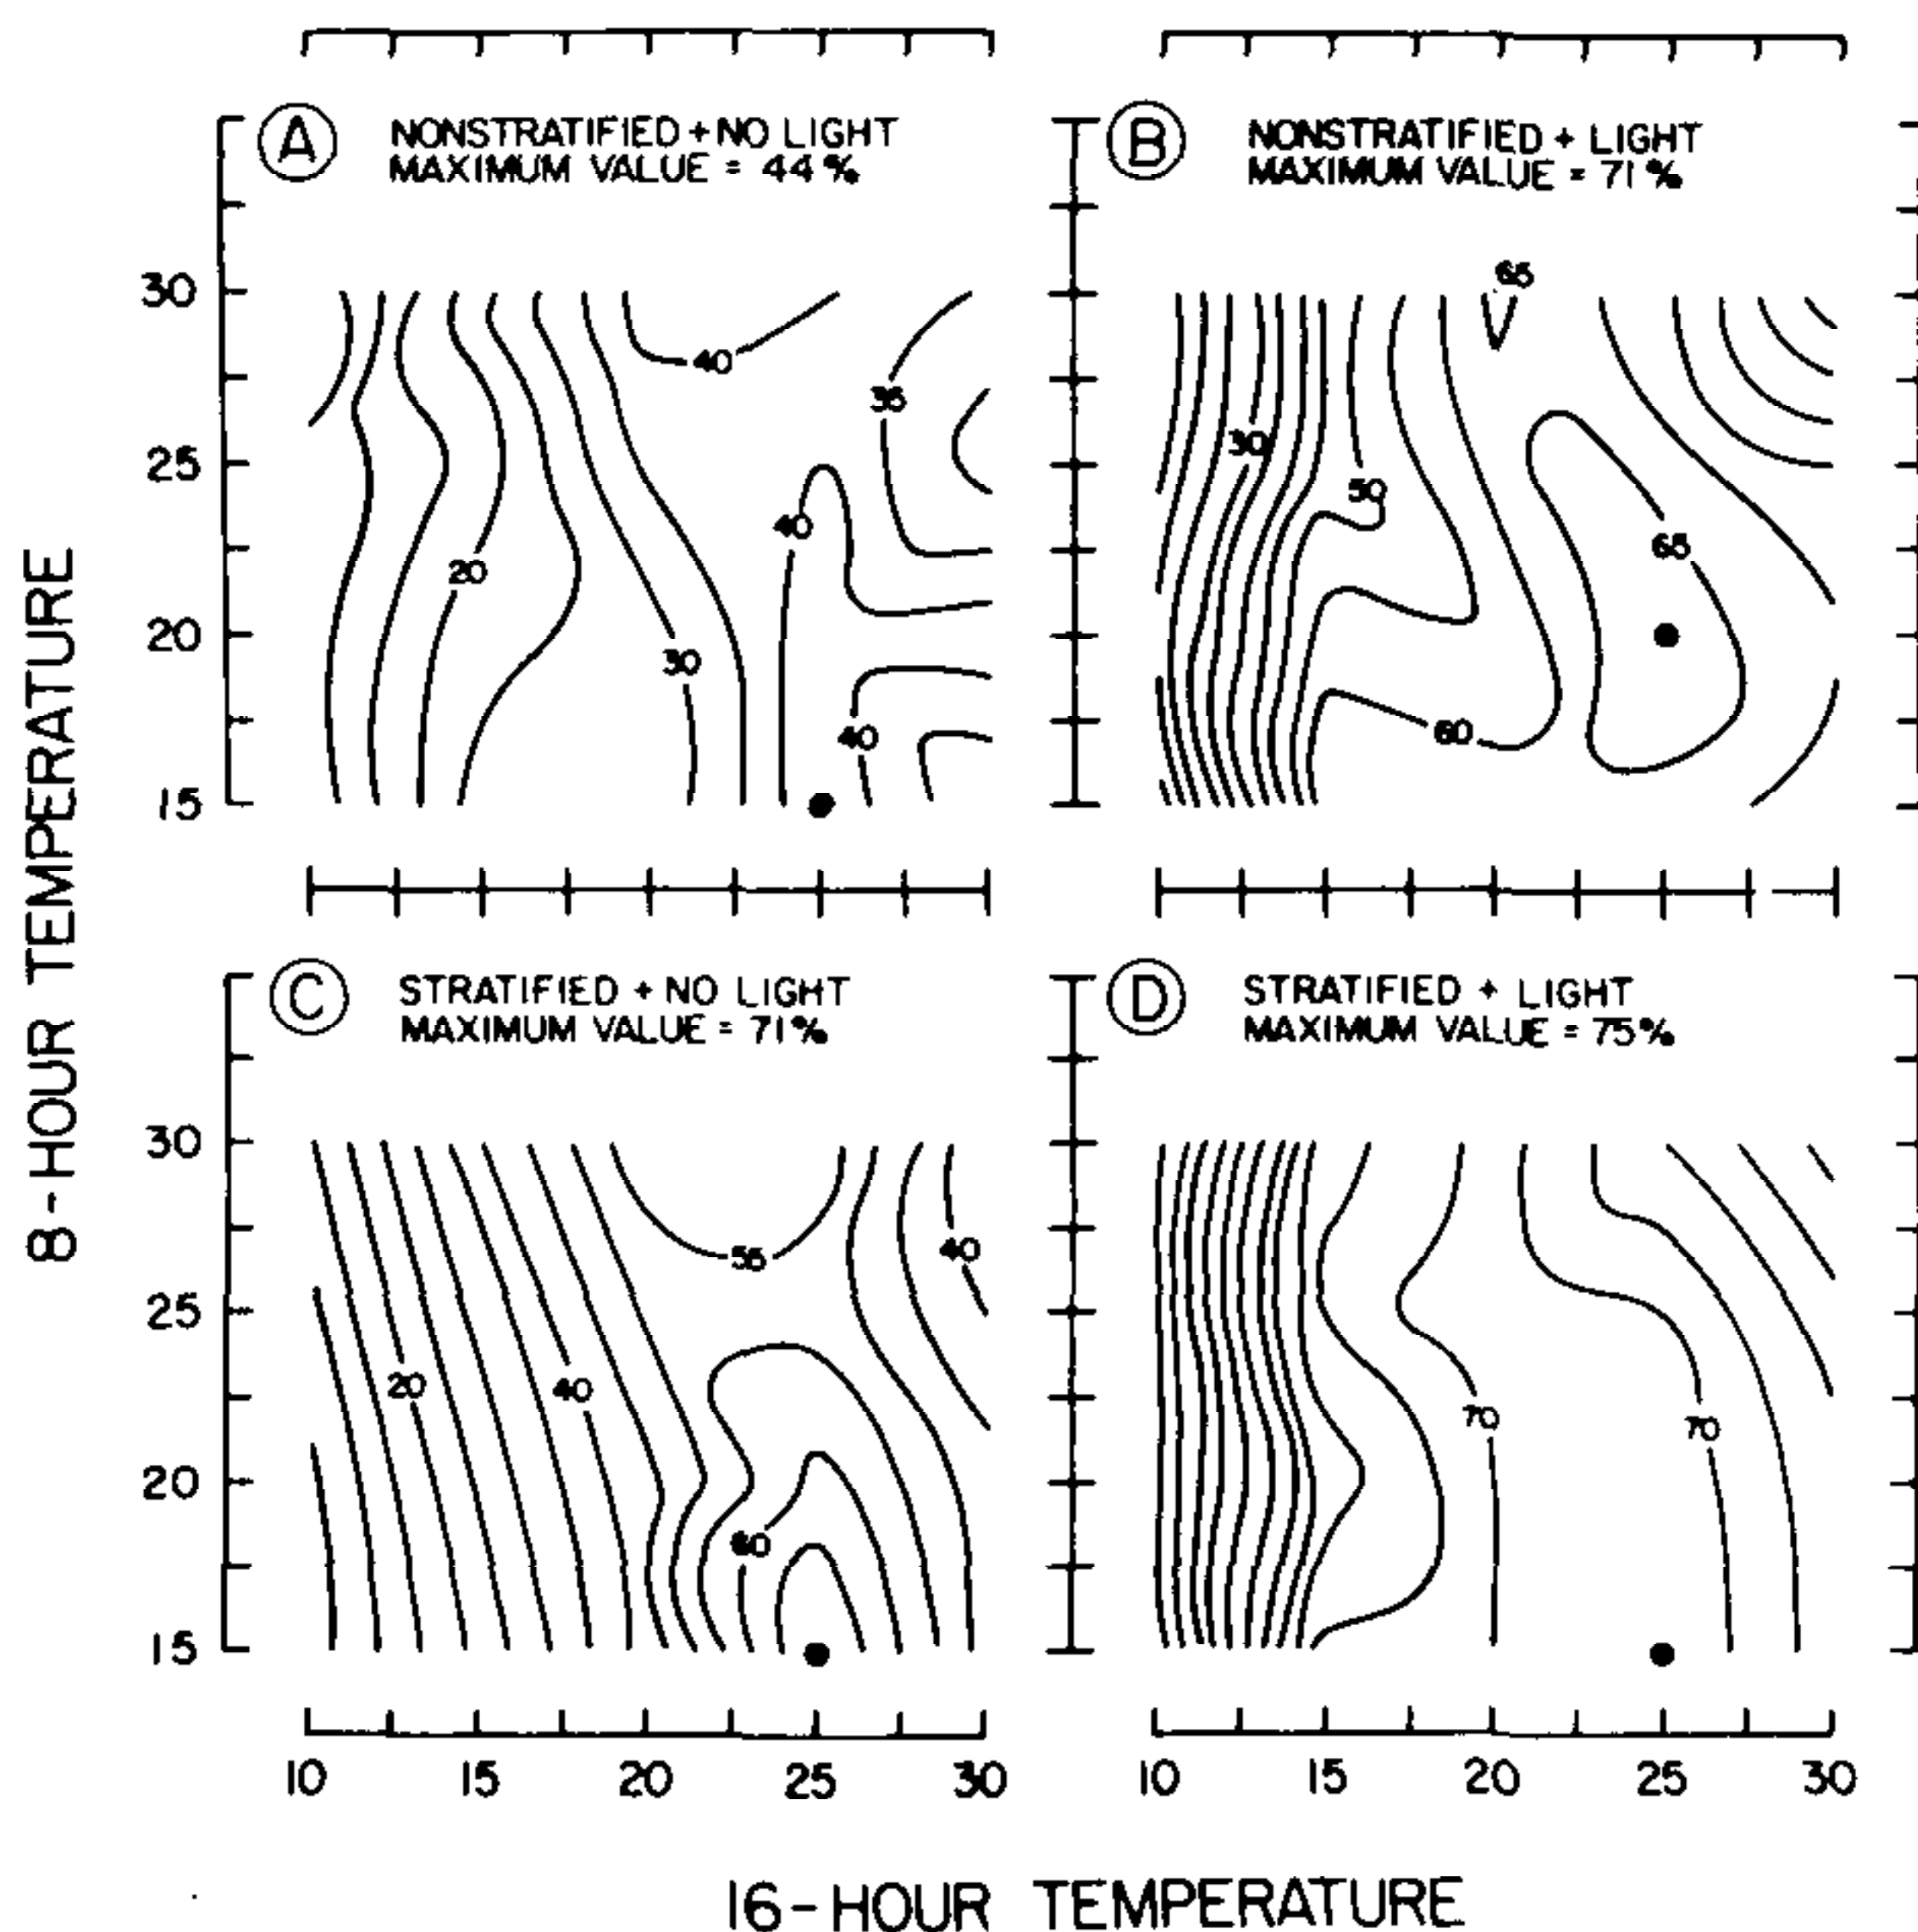 A NONSTRATIFIED + NO LIGHT
MAXIMUM VALUE = 44%
B NONSTRATIFIED + LIGHT
MAXIMUM VALUE = 71%
30
25
20
15
40
35
40
20
30
40
65
30
50
65
60
C STRATIFIED + NO LIGHT
MAXIMUM VALUE = 71%
D STRATIFIED + LIGHT
MAXIMUM VALUE = 75%
30
25
20
15
55
40
20
40
60
70
70
10 15 20 25 30
10 15 20 25 30
8-HOUR TEMPERATURE
16-HOUR TEMPERATURE